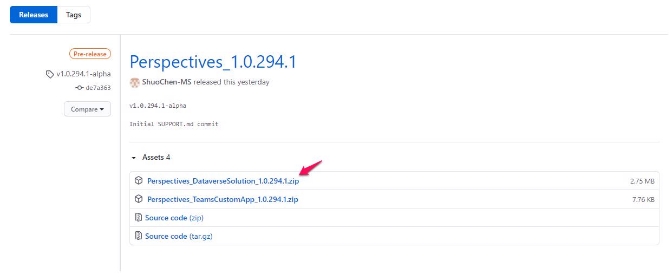 Releases
Tags
Pre-release
v1.0.294.1-alpha
de7a363
Compare
Perspectives_1.0.294.1
ShuoChen-MS released this yesterday
v1.0.294.1-alpha
Initial SUPPORT.md commit
Assets 4
Perspectives_DataverseSolution_1.0.294.1.zip
2.75 MB
Perspectives_TeamsCustomApp_1.0.294.1.zip
7.76 KB
Source code (zip)
Source code (tar.gz)